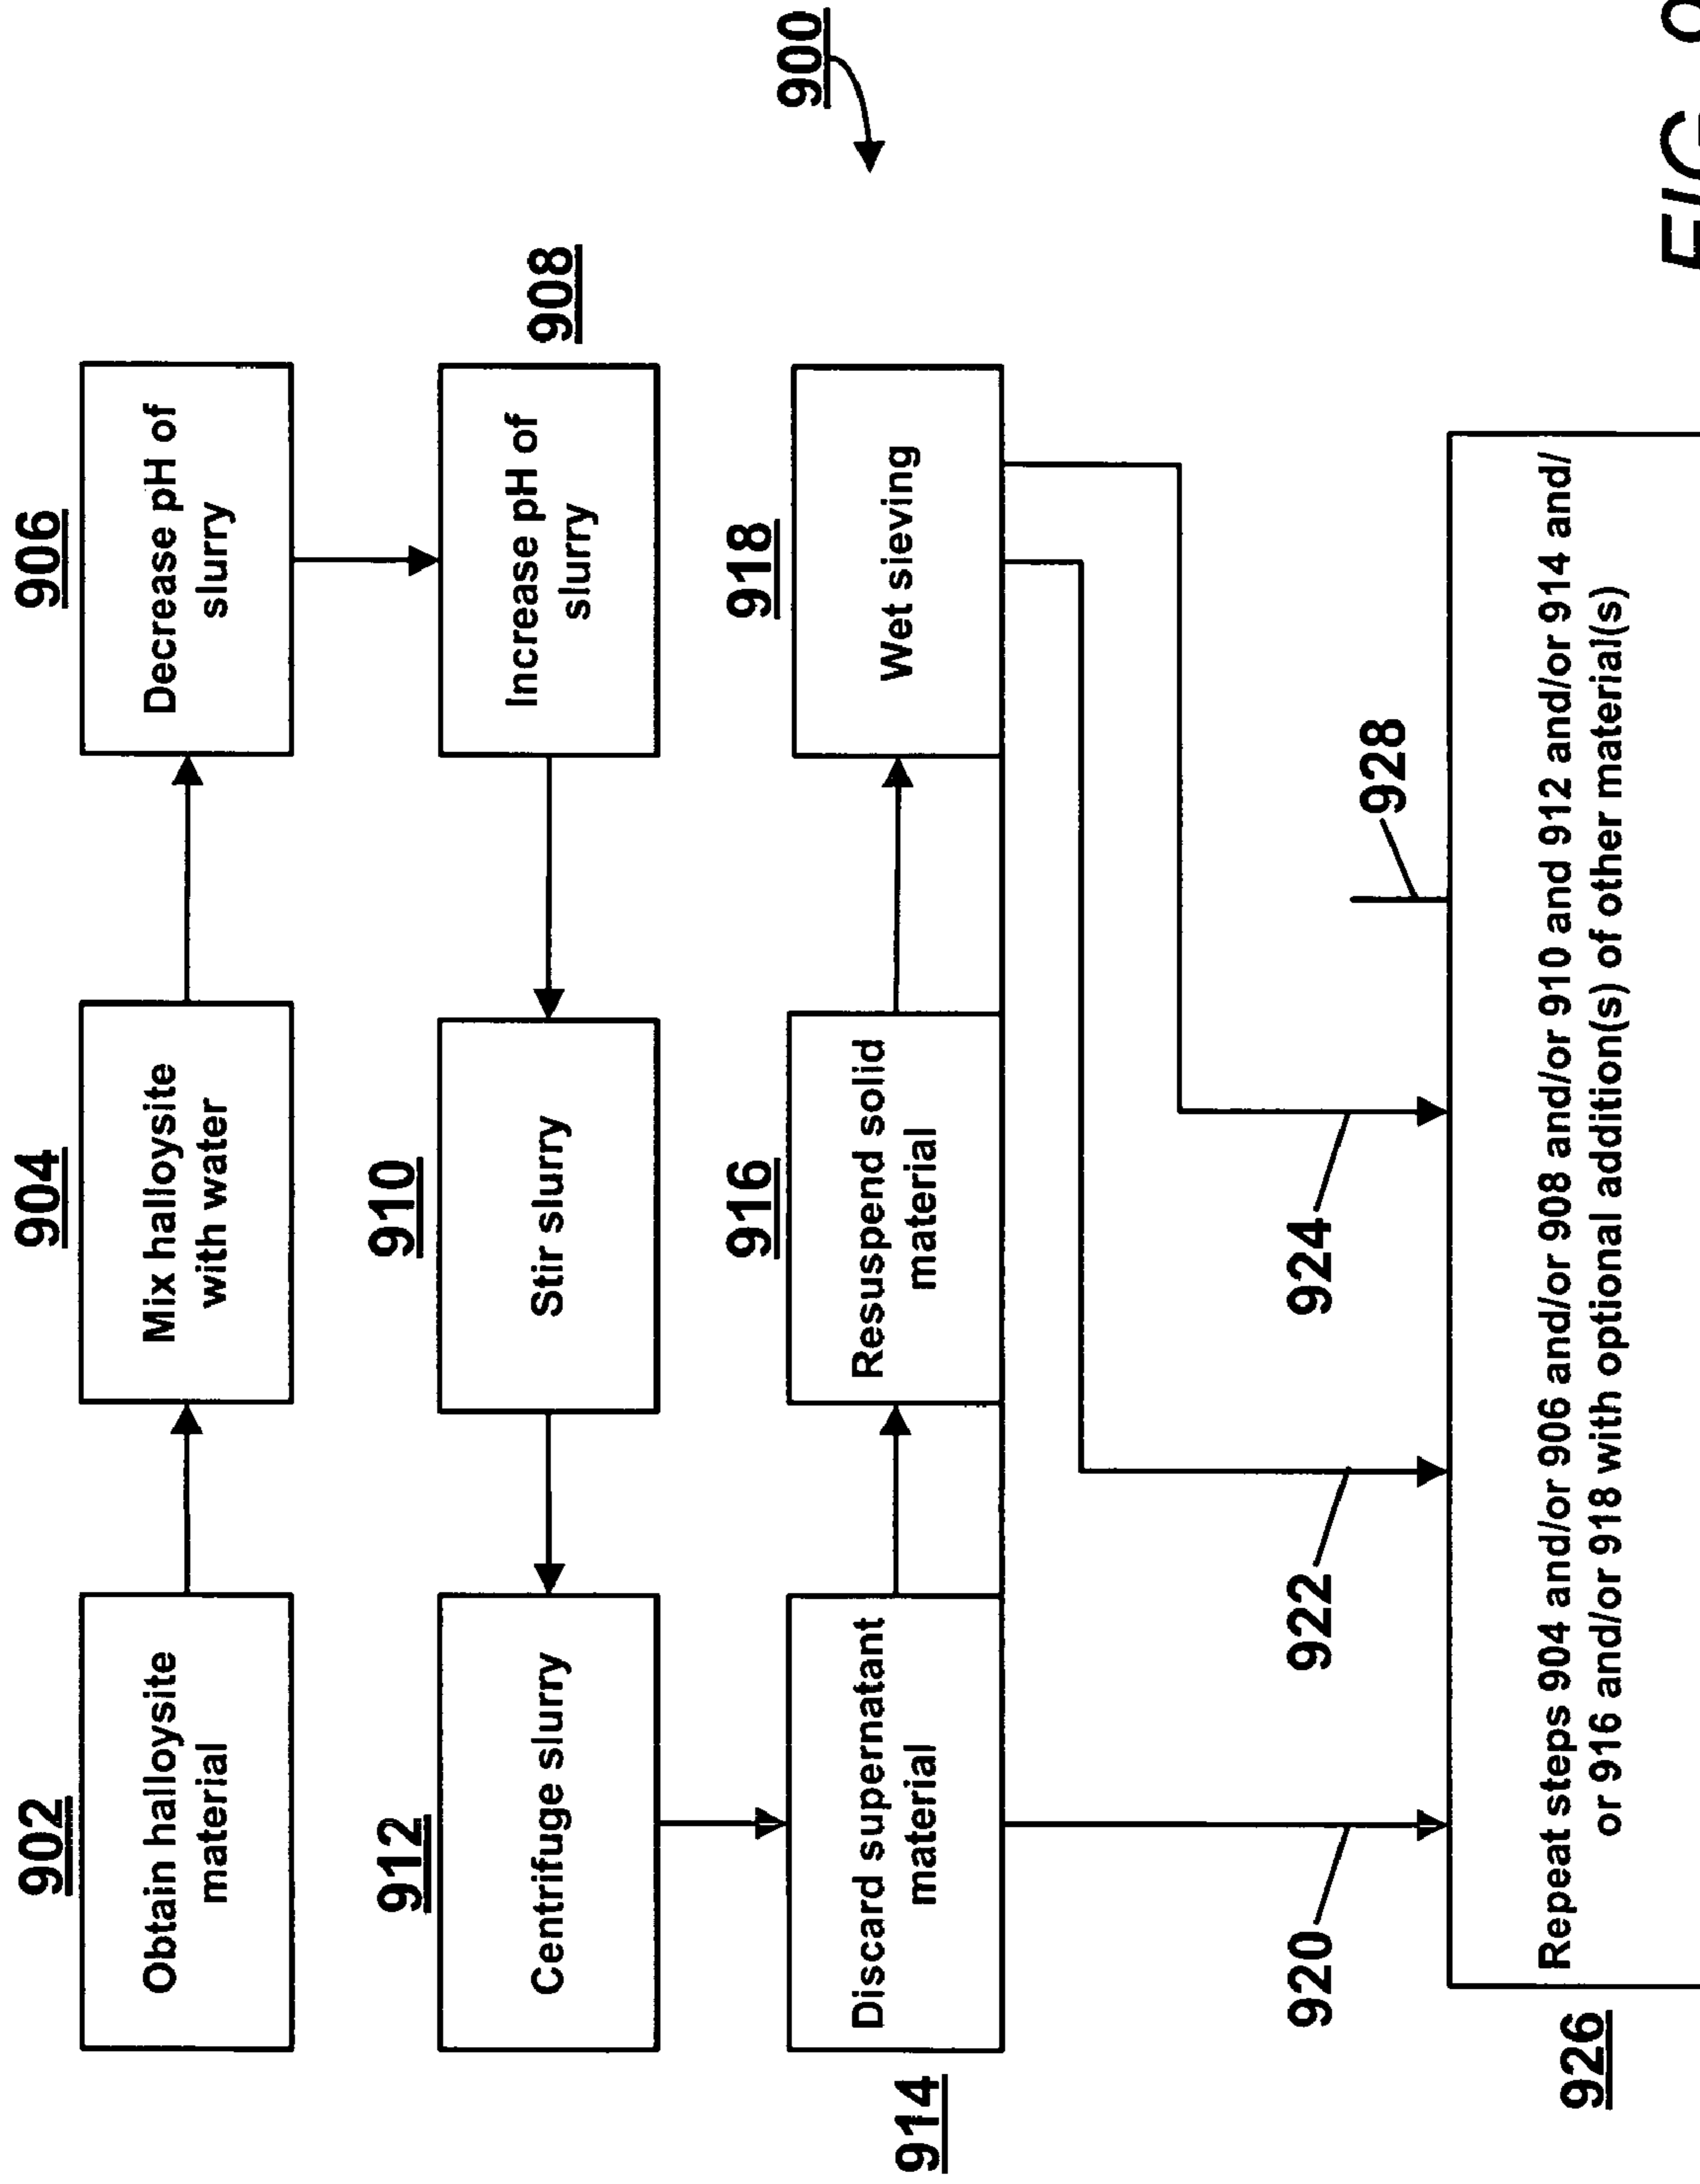 902
Obtain halloysite
material
904
Mix halloysite
with water
906
Decrease pH of
slurry
908
Increase pH of
slurry
910
Stir slurry
912
Centrifuge slurry
914
Discard supernatant
material
916
Resuspend solid
material
918
Wet sieving
900
920
922
924
928
926
Repeat steps 904 and/or 906 and/or 908 and/or 910 and 912 and/or 914 and/
or 916 and/or 918 with optional addition(s) of other material(s)
FIG.